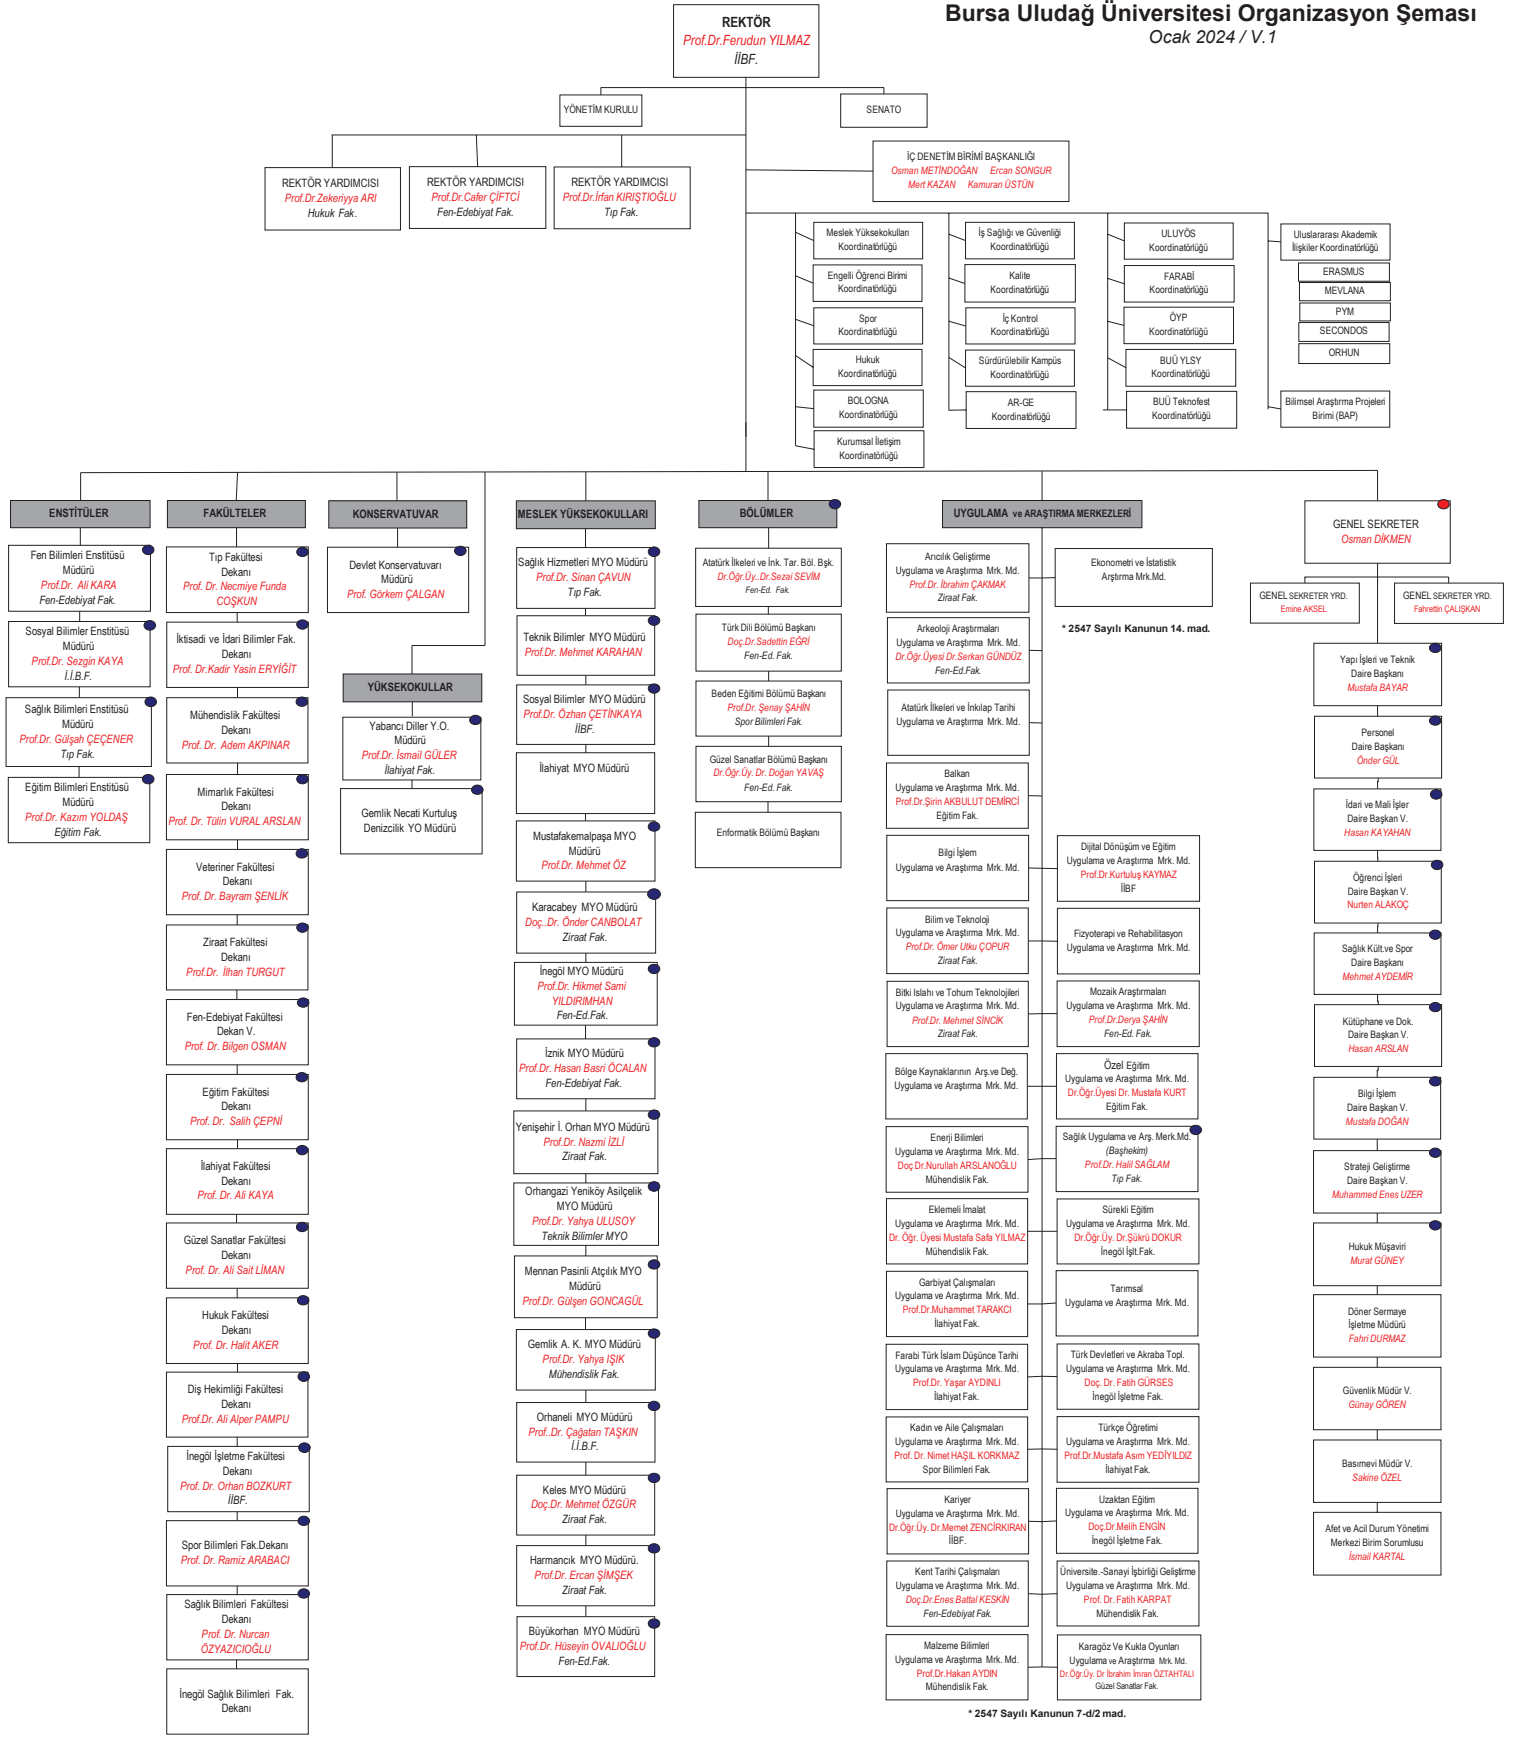 Bursa Uludağ Üniversitesi Organizasyon Şeması
Ocak 2024 / V.1
REKTÖR
Prof.Dr.Ferudun YILMAZ
İİBF.
YÖNETİM KURULU
SENATO
REKTÖR YARDIMCISI
Prof.Dr.Zekeriyya ARI
Hukuk Fak.
REKTÖR YARDIMCISI
Prof.Dr.Cafer ÇİFTCİ
Fen-Edebiyat Fak.
REKTÖR YARDIMCISI
Prof.Dr.İrfan KIRIŞTIOĞLU
Tıp Fak.
İÇ DENETİM BİRİMİ BAŞKANLIĞI
Osman METİNDOĞAN Ercan SONGUR
Mert KAZAN Kamuran ÜSTÜN
Meslek Yüksekokulları
Koordinatörlüğü
Engelli Öğrenci Birimi
Koordinatörlüğü
Spor
Koordinatörlüğü
Hukuk
Koordinatörlüğü
BOLOGNA
Koordinatörlüğü
Kurumsal İletişim
Koordinatörlüğü
İş Sağlığı ve Güvenliği
Koordinatörlüğü
Kalite
Koordinatörlüğü
İç Kontrol
Koordinatörlüğü
Sürdürülebilir Kampüs
Koordinatörlüğü
AR-GE
Koordinatörlüğü
ULUYÖS
Koordinatörlüğü
FARABİ
Koordinatörlüğü
ÖYP
Koordinatörlüğü
BUÜ YLSY
Koordinatörlüğü
BUÜ Teknofest
Koordinatörlüğü
Uluslararası Akademik
İlişkiler Koordinatörlüğü
ERASMUS
MEVLANA
PYM
SECONDOS
ORHUN
Bilimsel Araştırma Projeleri
Birimi (BAP)
ENSTİTÜLER
Fen Bilimleri Enstitüsü
Müdürü
Prof.Dr. Ali KARA
Fen-Edebiyat Fak.
Sosyal Bilimler Enstitüsü
Müdürü
Prof.Dr. Sezgin KAYA
İ.İ.B.F.
Sağlık Bilimleri Enstitüsü
Müdürü
Prof.Dr. Gülşah ÇEÇENER
Tıp Fak.
Eğitim Bilimleri Enstitüsü
Müdürü
Prof.Dr. Kazım YOLDAŞ
Eğitim Fak.
FAKÜLTELER
Tıp Fakültesi
Dekanı
Prof. Dr. Necmiye Funda
COŞKUN
İktisadi ve İdari Bilimler Fak.
Dekanı
Prof. Dr.Kadir Yasin ERYİĞİT
Mühendislik Fakültesi
Dekanı
Prof. Dr. Adem AKPINAR
Mimarlık Fakültesi
Dekanı
Prof. Dr. Tülin VURAL ARSLAN
Veteriner Fakültesi
Dekanı
Prof. Dr. Bayram ŞENLİK
Ziraat Fakültesi
Dekanı
Prof.Dr. İlhan TURGUT
Fen-Edebiyat Fakültesi
Dekan V.
Prof. Dr. Bilgen OSMAN
Eğitim Fakültesi
Dekanı
Prof. Dr. Salih ÇEPNİ
İlahiyat Fakültesi
Dekanı
Prof. Dr. Ali KAYA
Güzel Sanatlar Fakültesi
Dekanı
Prof. Dr. Ali Sait LİMAN
Hukuk Fakültesi
Dekanı
Prof. Dr. Halit AKER
Diş Hekimliği Fakültesi
Dekanı
Prof.Dr. Ali Alper PAMPU
İnegöl İşletme Fakültesi
Dekanı
Prof. Dr. Orhan BOZKURT
İİBF.
Spor Bilimleri Fak.Dekanı
Prof. Dr. Ramiz ARABACI
Sağlık Bilimleri Fakültesi
Dekanı
Prof. Dr. Nurcan
ÖZYAZICIOĞLU
İnegöl Sağlık Bilimleri Fak.
Dekanı
KONSERVATUVAR
Devlet Konservatuvarı
Müdürü
Prof. Görkem ÇALGAN
YÜKSEKOKULLAR
Yabancı Diller Y.O.
Müdürü
Prof.Dr. İsmail GÜLER
İlahiyat Fak.
Gemlik Necati Kurtuluş
Denizcilik YO Müdürü
MESLEK YÜKSEKOKULLARI
Sağlık Hizmetleri MYO Müdürü
Prof.Dr. Sinan ÇAVUN
Tıp Fak.
Teknik Bilimler MYO Müdürü
Prof.Dr. Mehmet KARAHAN
Sosyal Bilimler MYO Müdürü
Prof.Dr. Özhan ÇETİNKAYA
İİBF.
İlahiyat MYO Müdürü
Mustafakemalpaşa MYO
Müdürü
Prof.Dr. Mehmet ÖZ
Karacabey MYO Müdürü
Doç..Dr. Önder CANBOLAT
Ziraat Fak.
İnegöl MYO Müdürü
Prof.Dr. Hikmet Sami
YILDIRIMHAN
Fen-Ed.Fak.
İznik MYO Müdürü
Prof.Dr. Hasan Basri ÖCALAN
Fen-Edebiyat Fak.
Yenişehir İ. Orhan MYO Müdürü
Prof.Dr. Nazmi İZLİ
Ziraat Fak.
Orhangazi Yeniköy Asilçelik
MYO Müdürü
Prof.Dr. Yahya ULUSOY
Teknik Bilimler MYO
Mennan Pasinli Atçılık MYO
Müdürü
Prof.Dr. Gülşen GONCAGÜL
Gemlik A. K. MYO Müdürü
Prof.Dr. Yahya IŞIK
Mühendislik Fak.
Orhaneli MYO Müdürü
Prof..Dr. Çağatan TAŞKIN
İ.İ.B.F.
Keles MYO Müdürü
Doç.Dr. Mehmet ÖZGÜR
Ziraat Fak.
Harmancık MYO Müdürü.
Prof.Dr. Ercan ŞİMŞEK
Ziraat Fak.
Büyükorhan MYO Müdürü
Prof.Dr. Hüseyin OVALIOĞLU
Fen-Ed.Fak.
BÖLÜMLER
Atatürk İlkeleri ve İnk. Tar. Böl. Bşk.
Dr.Öğr.Üy..Dr.Sezai SEVİM
Fen-Ed. Fak.
Türk Dili Bölümü Başkanı
Doç.Dr.Sadettin EĞRİ
Fen-Ed. Fak.
Beden Eğitimi Bölümü Başkanı
Prof.Dr. Şenay ŞAHİN
Spor Bilimleri Fak.
Güzel Sanatlar Bölümü Başkanı
Dr.Öğr.Üy. Dr. Doğan YAVAŞ
Fen-Ed. Fak.
Enformatik Bölümü Başkanı
UYGULAMA ve ARAŞTIRMA MERKEZLERİ
Arıcılık Geliştirme
Uygulama ve Araştırma Mrk. Md.
Prof.Dr. İbrahim ÇAKMAK
Ziraat Fak.
Arkeoloji Araştırmaları
Uygulama ve Araştırma Mrk. Md.
Dr.Öğr.Üyesi Dr.Serkan GÜNDÜZ
Fen-Ed.Fak.
Atatürk İlkeleri ve İnkılap Tarihi
Uygulama ve Araştırma Mrk. Md.
Balkan
Uygulama ve Araştırma Mrk. Md.
Prof.Dr.Şirin AKBULUT DEMİRCİ
Eğitim Fak.
Bilgi İşlem
Uygulama ve Araştırma Mrk. Md.
Bilim ve Teknoloji
Uygulama ve Araştırma Mrk. Md.
Prof.Dr. Ömer Utku ÇOPUR
Ziraat Fak.
Bitki Islahı ve Tohum Teknolojileri
Uygulama ve Araştırma Mrk. Md.
Prof.Dr. Mehmet SİNCİK
Ziraat Fak.
Bölge Kaynaklarının Arş.ve Değ.
Uygulama ve Araştırma Mrk. Md.
Enerji Bilimleri
Uygulama ve Araştırma Mrk. Md.
Doç Dr.Nurullah ARSLANOĞLU
Mühendislik Fak.
Eklemeli İmalat
Uygulama ve Araştırma Mrk. Md.
Dr. Öğr. Üyesi Mustafa Safa YILMAZ
Mühendislik Fak.
Garbiyat Çalışmaları
Uygulama ve Araştırma Mrk. Md.
Prof.Dr.Muhammet TARAKCI
İlahiyat Fak.
Farabi Türk İslam Düşünce Tarihi
Uygulama ve Araştırma Mrk. Md.
Prof.Dr. Yaşar AYDINLI
İlahiyat Fak.
Kadın ve Aile Çalışmaları
Uygulama ve Araştırma Mrk. Md.
Prof. Dr. Nimet HAŞIL KORKMAZ
Spor Bilimleri Fak.
Kariyer
Uygulama ve Araştırma Mrk. Md.
Dr.Öğr.Üy. Dr.Memet ZENCİRKIRAN
İİBF.
Kent Tarihi Çalışmaları
Uygulama ve Araştırma Mrk. Md.
Doç.Dr.Enes Battal KESKİN
Fen-Edebiyat Fak.
Malzeme Bilimleri
Uygulama ve Araştırma Mrk. Md.
Prof.Dr.Hakan AYDIN
Mühendislik Fak.
Ekonometri ve İstatistik
Arştırma Mrk.Md.
* 2547 Sayılı Kanunun 14. mad.
Dijital Dönüşüm ve Eğitim
Uygulama ve Araştırma Mrk. Md.
Prof.Dr.Kurtuluş KAYMAZ
İİBF
Fizyoterapi ve Rehabilitasyon
Uygulama ve Araştırma Mrk. Md.
Mozaik Araştırmaları
Uygulama ve Araştırma Mrk. Md.
Prof.Dr.Derya ŞAHİN
Fen-Ed. Fak.
Özel Eğitim
Uygulama ve Araştırma Mrk. Md.
Dr.Öğr.Üyesi Dr. Mustafa KURT
Eğitim Fak.
Sağlık Uygulama ve Arş. Merk.Md.
(Başhekim)
Prof.Dr. Halil SAĞLAM
Tıp Fak.
Sürekli Eğitim
Uygulama ve Araştırma Mrk. Md.
Dr.Öğr.Üy. Dr.Şükrü DOKUR
İnegöl İşlt.Fak.
Tarımsal
Uygulama ve Araştırma Mrk. Md.
Türk Devletleri ve Akraba Topl.
Uygulama ve Araştırma Mrk. Md.
Doç. Dr. Fatih GÜRSES
İnegöl İşletme Fak.
Türkçe Öğretimi
Uygulama ve Araştırma Mrk. Md.
Prof.Dr.Mustafa Asım YEDİYILDIZ
İlahiyat Fak.
Uzaktan Eğitim
Uygulama ve Araştırma Mrk. Md.
Doç.Dr.Melih ENGİN
İnegöl İşletme Fak.
Üniversite.-Sanayi İşbirliği Geliştirme
Uygulama ve Araştırma Mrk. Md.
Prof. Dr. Fatih KARPAT
Mühendislik Fak.
Karagöz Ve Kukla Oyunları
Uygulama ve Araştırma Mrk. Md.
Dr.Öğr.Üy. Dr İbrahim İmran ÖZTAHTALI
Güzel Sanatlar Fak.
* 2547 Sayılı Kanunun 7-d/2 mad.
GENEL SEKRETER
Osman DİKMEN
GENEL SEKRETER YRD.
Emine AKSEL
GENEL SEKRETER YRD.
Fahrettin ÇALIŞKAN
Yapı İşleri ve Teknik
Daire Başkanı
Mustafa BAYAR
Personel
Daire Başkanı
Önder GÜL
İdari ve Mali İşler
Daire Başkan V.
Hasan KAYAHAN
Öğrenci İşleri
Daire Başkan V.
Nurten ALAKOÇ
Sağlık Kült.ve Spor
Daire Başkanı
Mehmet AYDEMİR
Kütüphane ve Dok.
Daire Başkan V.
Hasan ARSLAN
Bilgi İşlem
Daire Başkan V.
Mustafa DOĞAN
Strateji Geliştirme
Daire Başkan V.
Muhammed Enes UZER
Hukuk Müşaviri
Murat GÜNEY
Döner Sermaye
İşletme Müdürü
Fahri DURMAZ
Güvenlik Müdür V.
Günay GÖREN
Basımevi Müdür V.
Sakine ÖZEL
Afet ve Acil Durum Yönetimi
Merkezi Birim Sorumlusu
İsmail KARTAL